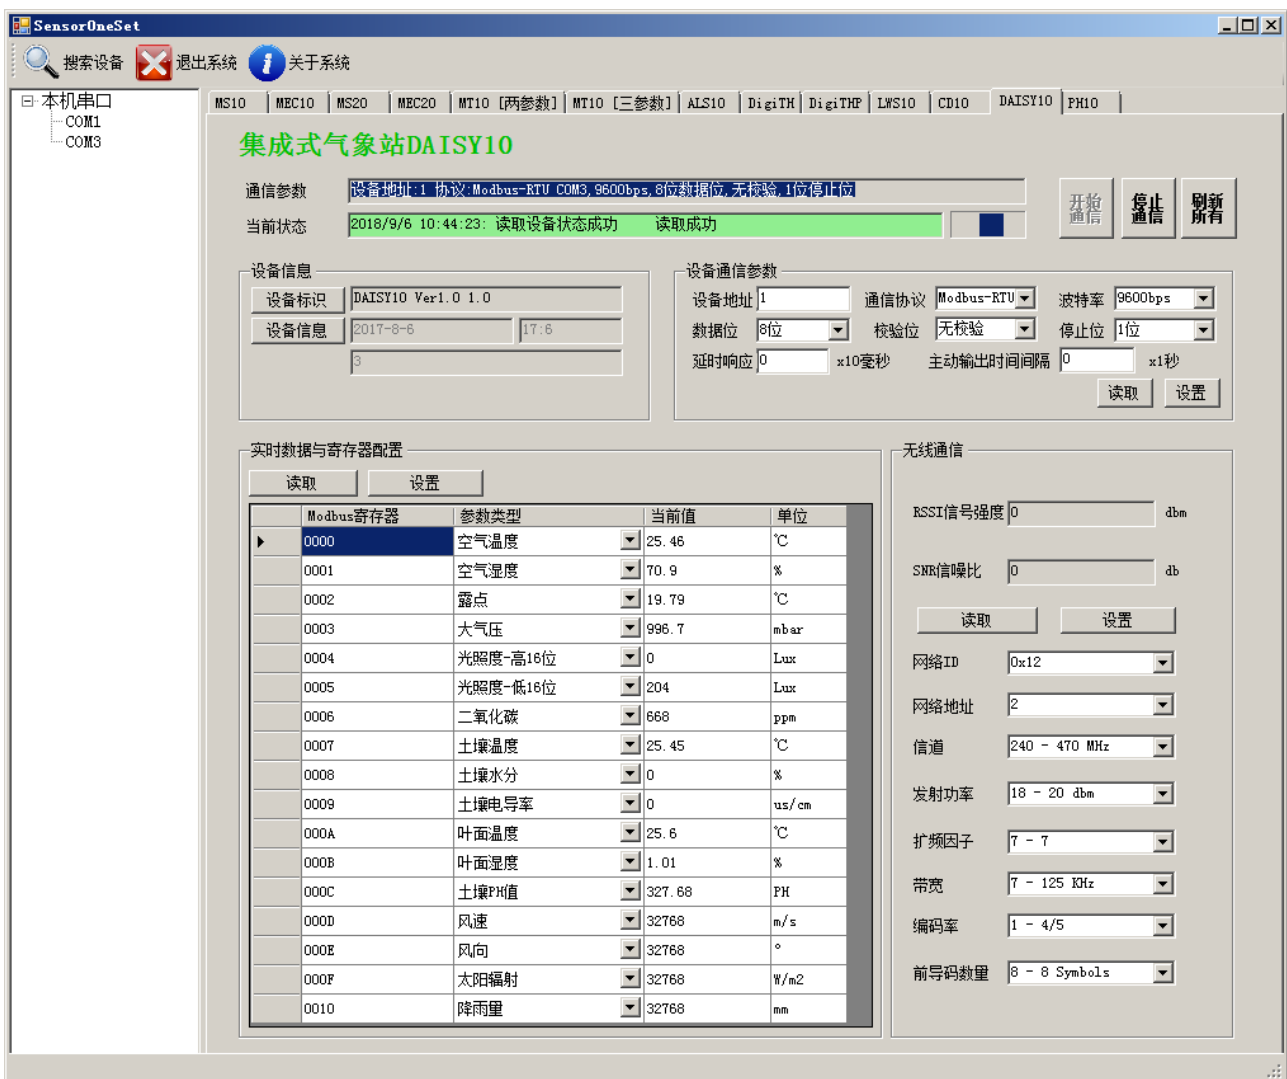 SensorOneSet
搜索设备 退出系统 关于系统
本机串口
COM1
COM3
MS10 MEC10 MS20 MEC20 MT10 [两参数] MT10 [三参数] ALS10 DigiTH DigiTHP LWS10 CD10 DAISY10 PH10
集成式气象站DAISY10
通信参数 设备地址:1 协议:Modbus-RTU COM3,9600bps,8位数据位,无校验,1位停止位
当前状态 2018/9/6 10:44:23: 读取设备状态成功 读取成功
开始通信 停止通信 刷新所有
设备信息
设备标识 DAISY10 Ver1.0 1.0
设备信息 2017-8-6 17:6
3
设备通信参数
设备地址 1 通信协议 Modbus-RTU 波特率 9600bps
数据位 8位 校验位 无校验 停止位 1位
延时响应 0 x10毫秒 主动输出时间间隔 0 x1秒
读取 设置
实时数据与寄存器配置
读取 设置
Modbus寄存器 参数类型 当前值 单位
0000 空气温度 25.46 ℃
0001 空气湿度 70.9 %
0002 露点 19.79 ℃
0003 大气压 996.7 mbar
0004 光照度-高16位 0 Lux
0005 光照度-低16位 204 Lux
0006 二氧化碳 668 ppm
0007 土壤温度 25.45 ℃
0008 土壤水分 0 %
0009 土壤电导率 0 us/cm
000A 叶面温度 25.6 ℃
000B 叶面湿度 1.01 %
000C 土壤PH值 327.68 PH
000D 风速 32768 m/s
000E 风向 32768 °
000F 太阳辐射 32768 W/m2
0010 降雨量 32768 mm
无线通信
RSSI信号强度 0 dbm
SNR信噪比 0 db
读取 设置
网络ID 0x12
网络地址 2
信道 240 - 470 MHz
发射功率 18 - 20 dbm
扩频因子 7 - 7
带宽 7 - 125 KHz
编码率 1 - 4/5
前导码数量 8 - 8 Symbols